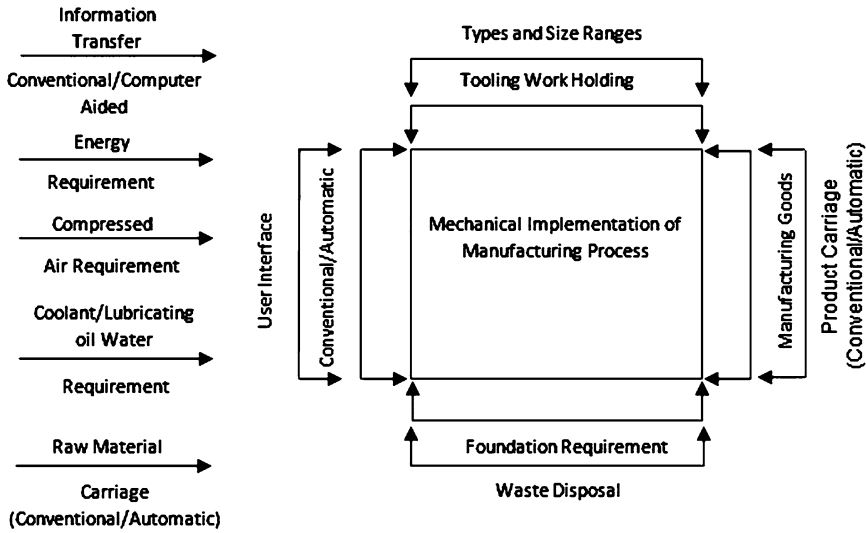 Information
Transfer
Conventional/Computer
Aided
Energy
Requirement
Compressed
Air Requirement
Coolant/Lubricating
oil Water
Requirement
Raw Material
Carriage
(Conventional/Automatic)
User Interface
Conventional/Automatic
Types and Size Ranges
Tooling Work Holding
Mechanical Implementation of
Manufacturing Process
Foundation Requirement
Waste Disposal
Manufacturing Goods
Product Carriage
(Conventional/Automatic)